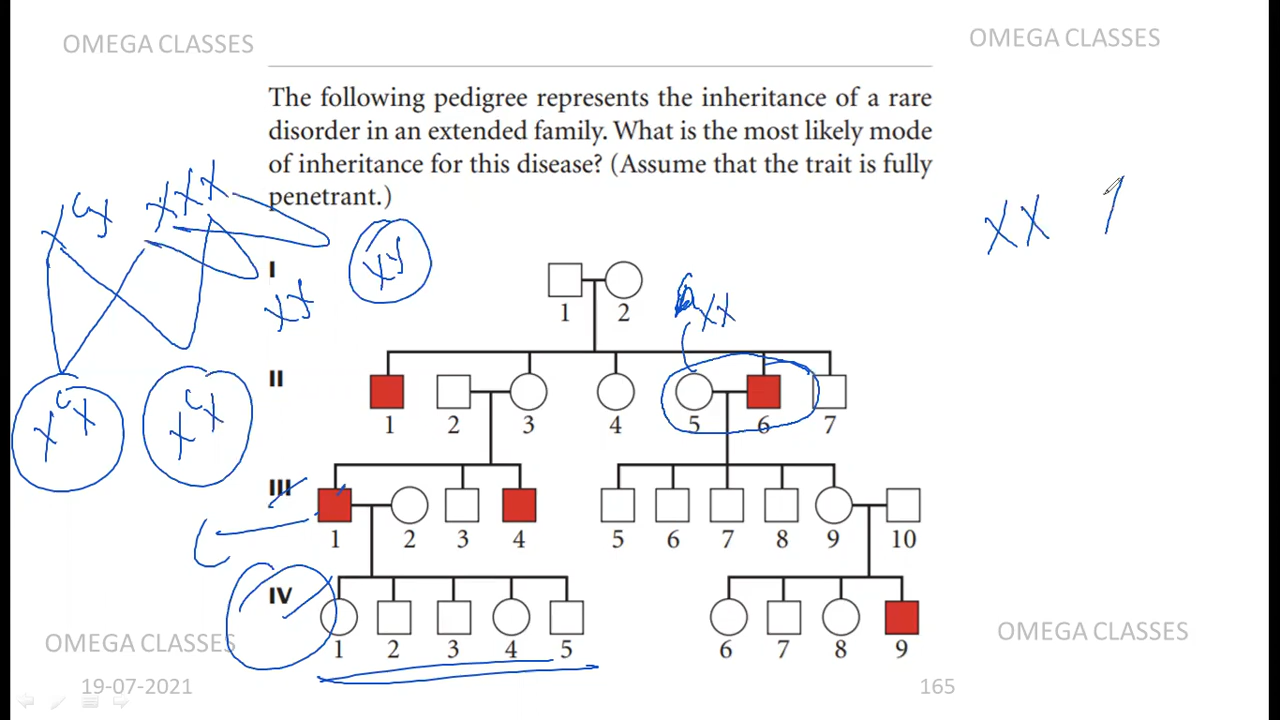 OMEGA CLASSES
OMEGA CLASSES
The following pedigree represents the inheritance of a rare
disorder in an extended family. What is the most likely mode
of inheritance for this disease? (Assume that the trait is fully
penetrant.)
XX
I
1 2
XX
II
1 2 3 4 5 6 7
III
1 2 3 4 5 6 7 8 9 10
IV
1 2 3 4 5 6 7 8 9
OMEGA CLASSES
OMEGA CLASSES
19-07-2021
165